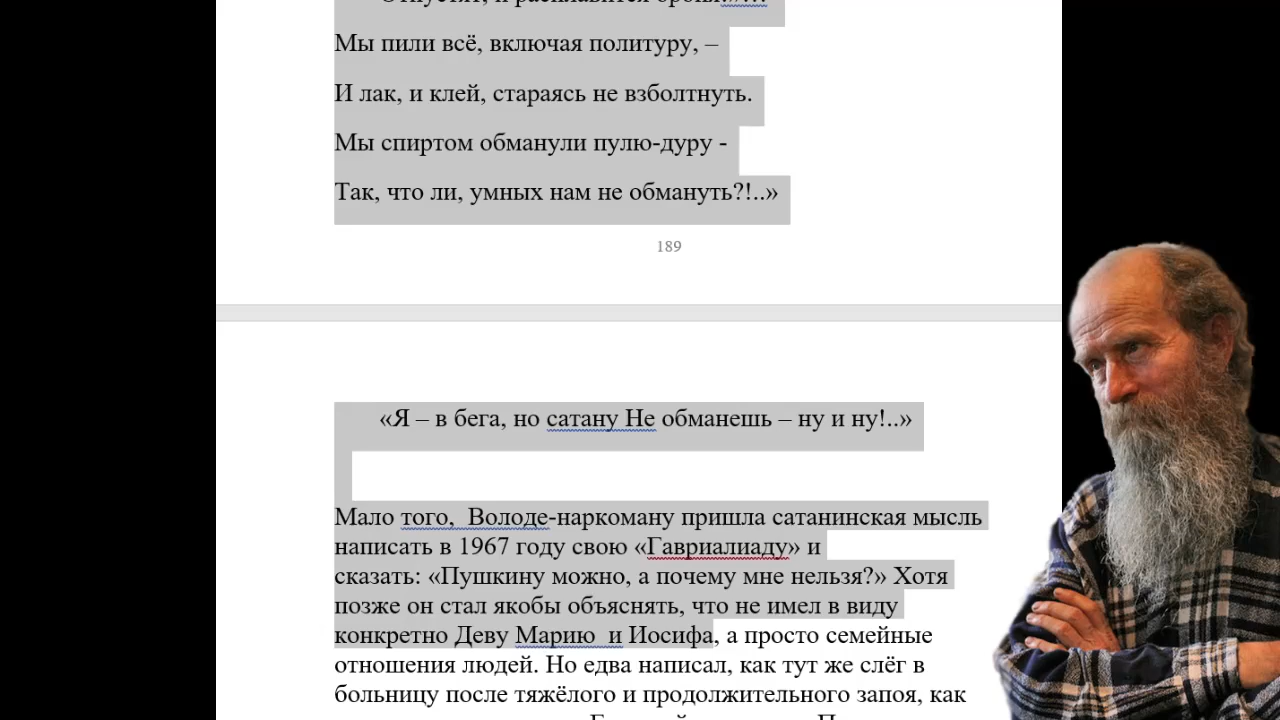 Мы пили всё, включая политуру, –
И лак, и клей, стараясь не взболтнуть.
Мы спиртом обманули пулю-дуру -
Так, что ли, умных нам не обмануть?!..»
189
«Я – в бега, но сатану Не обманешь – ну и ну!..»
Мало того,  Володе-наркоману пришла сатанинская мысль
написать в 1967 году свою «Гавриалиаду» и
сказать: «Пушкину можно, а почему мне нельзя?» Хотя
позже он стал якобы объяснять, что не имел в виду
конкретно Деву Марию  и Иосифа, а просто семейные
отношения людей. Но едва написал, как тут же слёг в
больницу после тяжёлого и продолжительного запоя, как